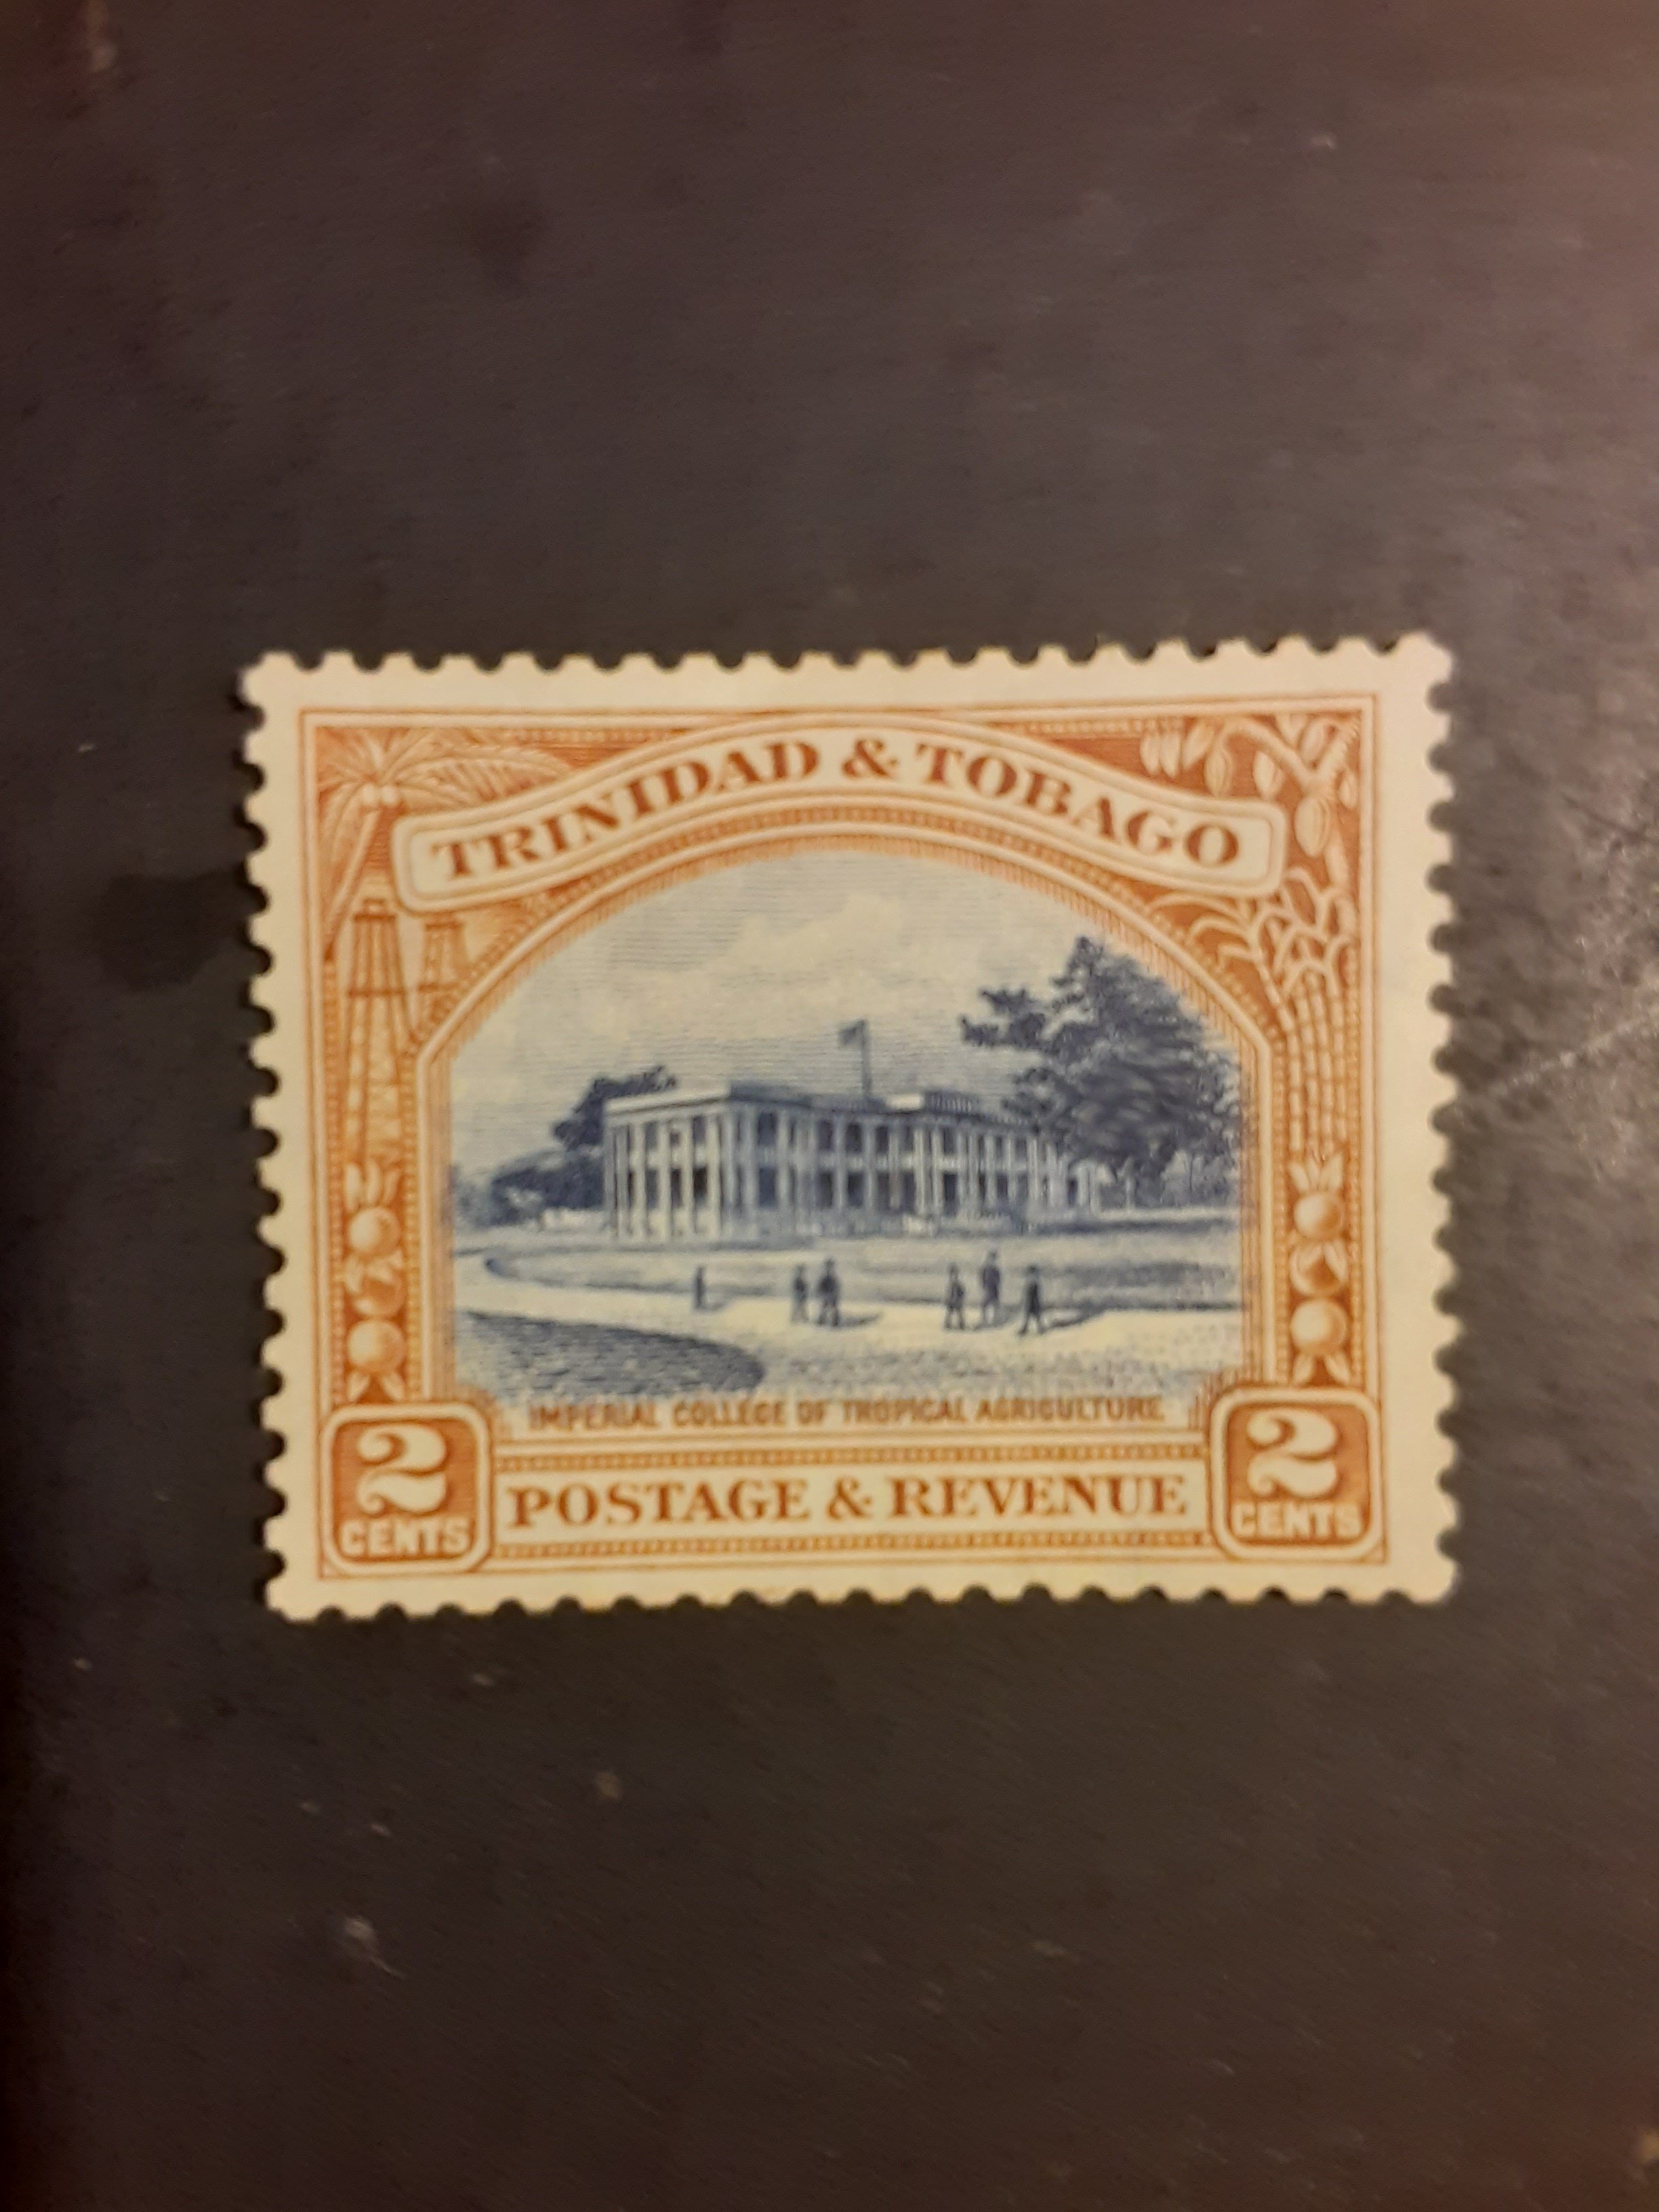 TRINIDAD & TOBAGO
IMPERIAL COLLEGE OF TROPICAL AGRICULTURE
2 CENTS
POSTAGE & REVENUE
2 CENTS